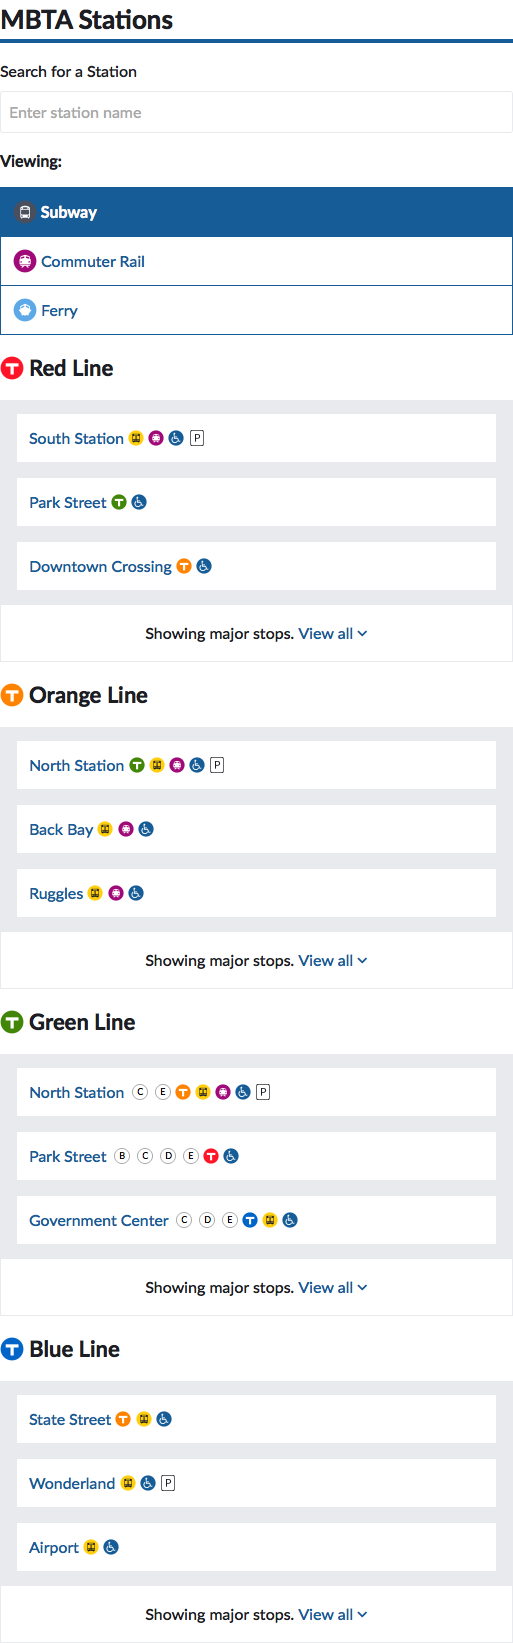 MBTA Stations
Search for a Station
Enter station name
Viewing:
Subway
Commuter Rail
Ferry
T Red Line
South Station P
Park Street T
Downtown Crossing T
Showing major stops. View all
T Orange Line
North Station T P
Back Bay
Ruggles
Showing major stops. View all
T Green Line
North Station C E T P
Park Street B C D E T
Government Center C D E T
Showing major stops. View all
T Blue Line
State Street T
Wonderland P
Airport
Showing major stops. View all